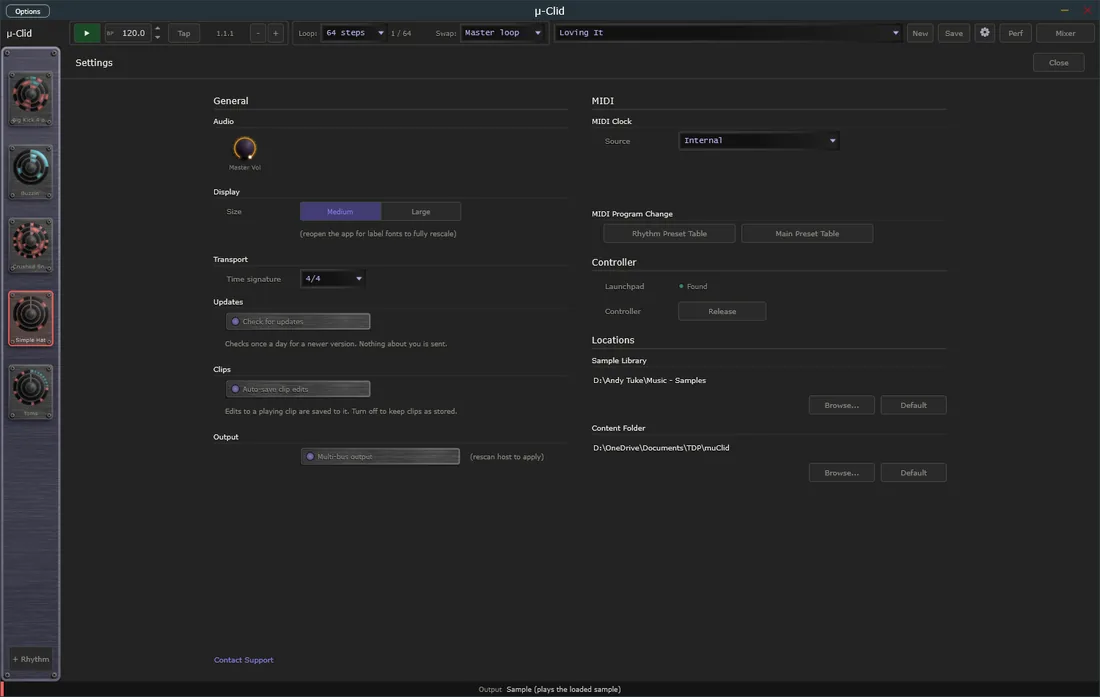 Options
µ-Clid
µ-Clid
120.0
Tap
1.1.1
-
+
Loop:
64 steps
1 / 64
Swap:
Master loop
Loving It
New
Save
Perf
Mixer
Settings
Close
General
Audio
Master Vol
Display
Size
Medium
Large
(reopen the app for label fonts to fully rescale)
Transport
Time signature
4/4
Updates
Check for updates
Checks once a day for a newer version. Nothing about you is sent.
Clips
Auto-save clip edits
Edits to a playing clip are saved to it. Turn off to keep clips as stored.
Output
Multi-bus output
(rescan host to apply)
Contact Support
MIDI
MIDI Clock
Source
Internal
MIDI Program Change
Rhythm Preset Table
Main Preset Table
Controller
Launchpad
Found
Controller
Release
Locations
Sample Library
D:\Andy Tuke\Music - Samples
Browse...
Default
Content Folder
D:\OneDrive\Documents\TDP\muClid
Browse...
Default
Simple Hat
+ Rhythm
Output
Sample (plays the loaded sample)